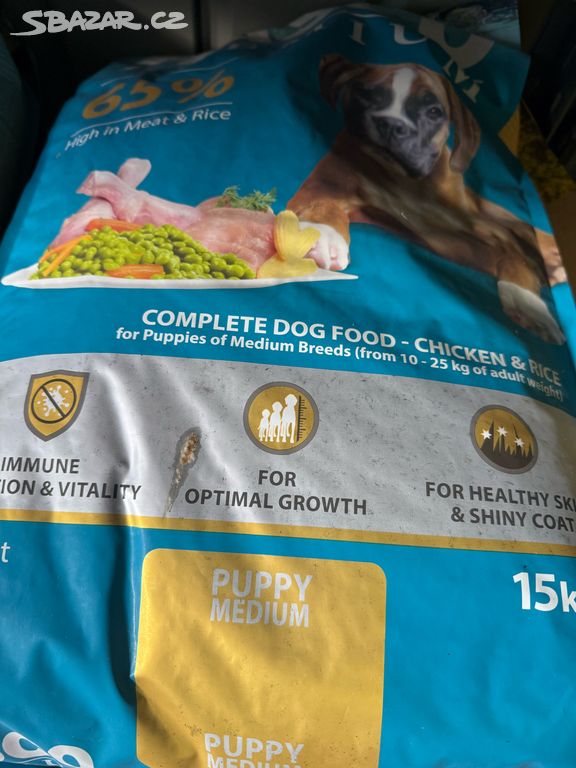 SBAZAR.CZ
65%
High in Meat & Rice
COMPLETE DOG FOOD - CHICKEN & RICE
for Puppies of Medium Breeds (from 10 - 25 kg of adult weight)
IMMUNE
ION & VITALITY
FOR
OPTIMAL GROWTH
FOR HEALTHY SKI
& SHINY COAT
15k
PUPPY
MEDIUM
PUPPY
MEDIUM